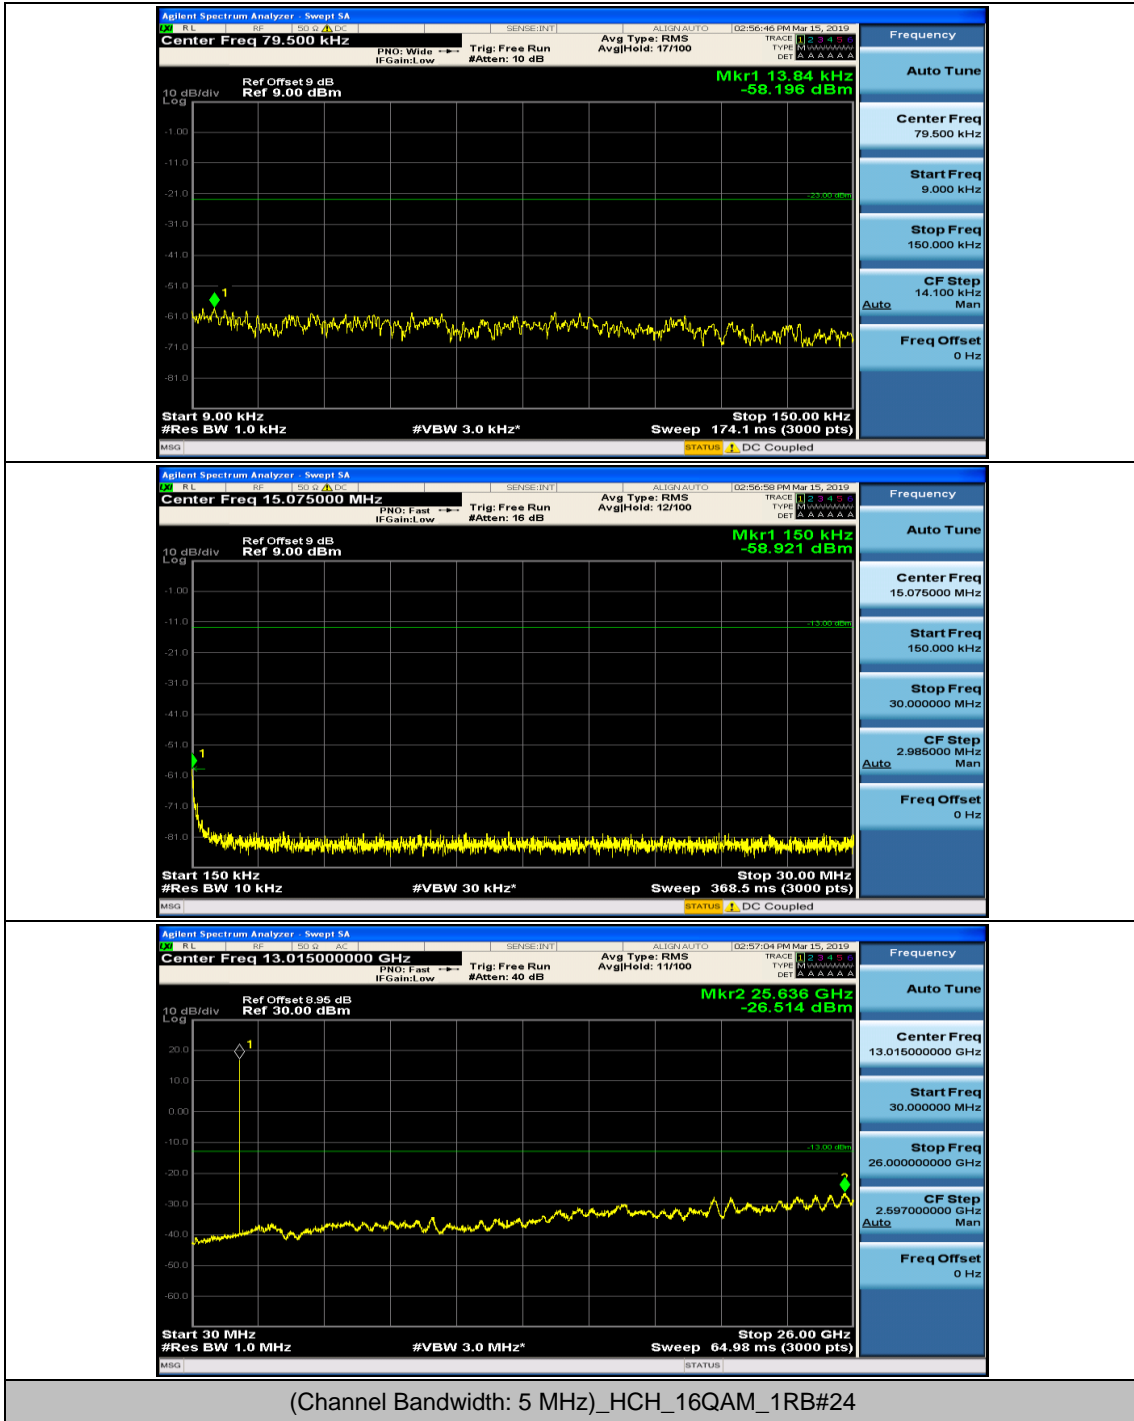 Agilent Spectrum Analyzer - Swept SA
LXI RL RF 50 Ω DC SENSE:INT ALIGN AUTO 02:56:46 PM Mar 15, 2019
Center Freq 79.500 kHz
PNO: Wide
IFGain:Low
Trig: Free Run
#Atten: 10 dB
Avg Type: RMS
Avg|Hold: 17/100
TRACE 1 2 3 4 5 6
TYPE M W W W W W
DET A A A A A A
Ref Offset 9 dB
Ref 9.00 dBm
10 dB/div
Log
Mkr1 13.84 kHz
-58.196 dBm
-1.00
-11.0
-21.0
-23.00 dBm
-31.0
-41.0
-51.0
1
-61.0
-71.0
-81.0
Start 9.00 kHz
#Res BW 1.0 kHz
#VBW 3.0 kHz*
Stop 150.00 kHz
Sweep 174.1 ms (3000 pts)
MSG
STATUS DC Coupled
Frequency
Auto Tune
Center Freq
79.500 kHz
Start Freq
9.000 kHz
Stop Freq
150.000 kHz
CF Step
14.100 kHz
Auto Man
Freq Offset
0 Hz
Agilent Spectrum Analyzer - Swept SA
LXI RL RF 50 Ω DC SENSE:INT ALIGN AUTO 02:56:58 PM Mar 15, 2019
Center Freq 15.075000 MHz
PNO: Fast
IFGain:Low
Trig: Free Run
#Atten: 16 dB
Avg Type: RMS
Avg|Hold: 12/100
TRACE 1 2 3 4 5 6
TYPE M W W W W W
DET A A A A A A
Ref Offset 9 dB
Ref 9.00 dBm
10 dB/div
Log
Mkr1 150 kHz
-58.921 dBm
-1.00
-11.0
-13.00 dBm
-21.0
-31.0
-41.0
-51.0
1
-61.0
-71.0
-81.0
Start 150 kHz
#Res BW 10 kHz
#VBW 30 kHz*
Stop 30.00 MHz
Sweep 368.5 ms (3000 pts)
MSG
STATUS DC Coupled
Frequency
Auto Tune
Center Freq
15.075000 MHz
Start Freq
150.000 kHz
Stop Freq
30.000000 MHz
CF Step
2.985000 MHz
Auto Man
Freq Offset
0 Hz
Agilent Spectrum Analyzer - Swept SA
LXI RL RF 50 Ω AC SENSE:INT ALIGN AUTO 02:57:04 PM Mar 15, 2019
Center Freq 13.015000000 GHz
PNO: Fast
IFGain:Low
Trig: Free Run
#Atten: 40 dB
Avg Type: RMS
Avg|Hold: 11/100
TRACE 1 2 3 4 5 6
TYPE M W W W W W
DET A A A A A A
Ref Offset 8.95 dB
Ref 30.00 dBm
10 dB/div
Log
Mkr2 25.636 GHz
-26.514 dBm
20.0
1
10.0
0.00
-10.0
-13.00 dBm
-20.0
2
-30.0
-40.0
-50.0
-60.0
Start 30 MHz
#Res BW 1.0 MHz
#VBW 3.0 MHz*
Stop 26.00 GHz
Sweep 64.98 ms (3000 pts)
MSG
STATUS
Frequency
Auto Tune
Center Freq
13.015000000 GHz
Start Freq
30.000000 MHz
Stop Freq
26.000000000 GHz
CF Step
2.597000000 GHz
Auto Man
Freq Offset
0 Hz
(Channel Bandwidth: 5 MHz)_HCH_16QAM_1RB#24